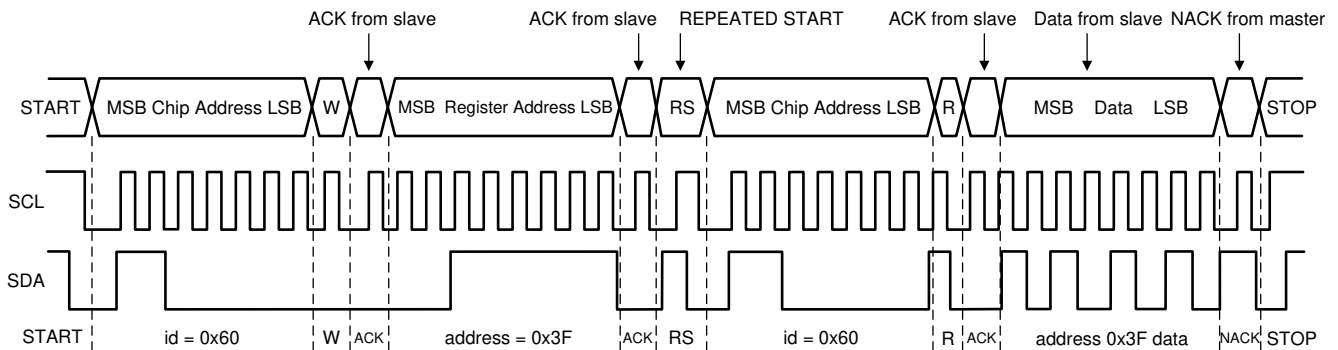 ACK from slave ACK from slave REPEATED START ACK from slave Data from slave NACK from master
START MSB Chip Address LSB W MSB Register Address LSB RS MSB Chip Address LSB R MSB Data LSB STOP
SCL
SDA
START id = 0x60 W ACK address = 0x3F ACK RS id = 0x60 R ACK address 0x3F data NACK STOP